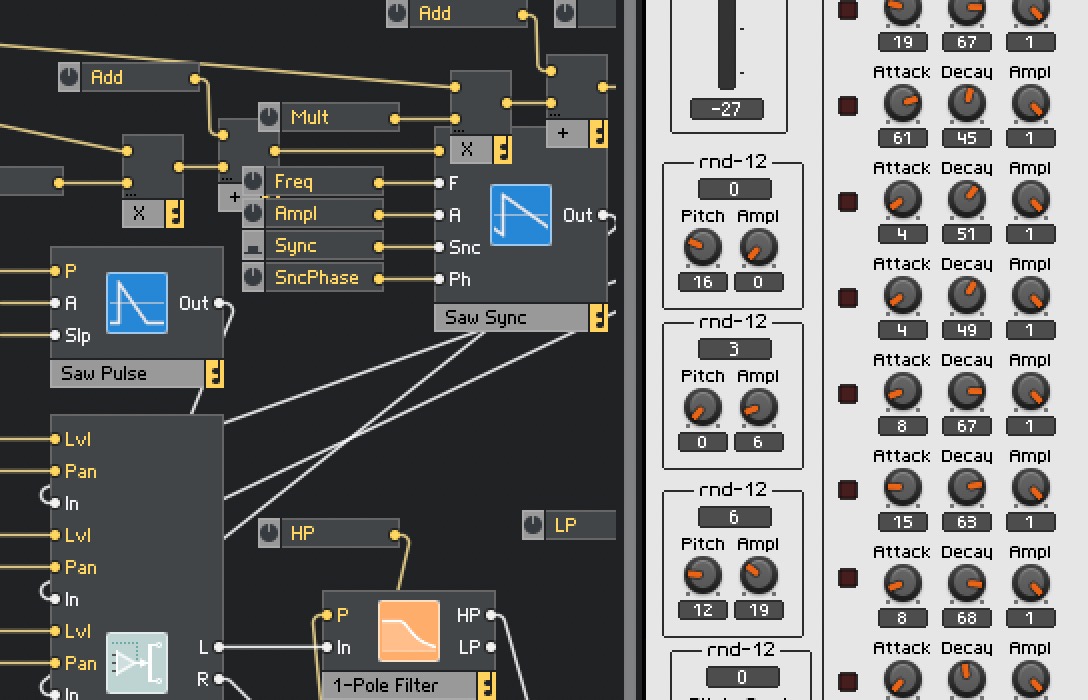 Add
Add
Mult
X
+
X
+
Freq
Ampl
Sync
SncPhase
F
A
Snc
Ph
Out
Saw Sync
P
A
Slp
Out
Saw Pulse
Lvl
Pan
In
Lvl
Pan
In
Lvl
Pan
In
L
R
HP
LP
P
In
HP
LP
1-Pole Filter
-27
rnd-12
0
Pitch Ampl
16 0
rnd-12
3
Pitch Ampl
0 6
rnd-12
6
Pitch Ampl
12 19
rnd-12
0
19 67 1
Attack Decay Ampl
61 45 1
Attack Decay Ampl
4 51 1
Attack Decay Ampl
4 49 1
Attack Decay Ampl
8 67 1
Attack Decay Ampl
15 63 1
Attack Decay Ampl
8 68 1
Attack Decay Ampl